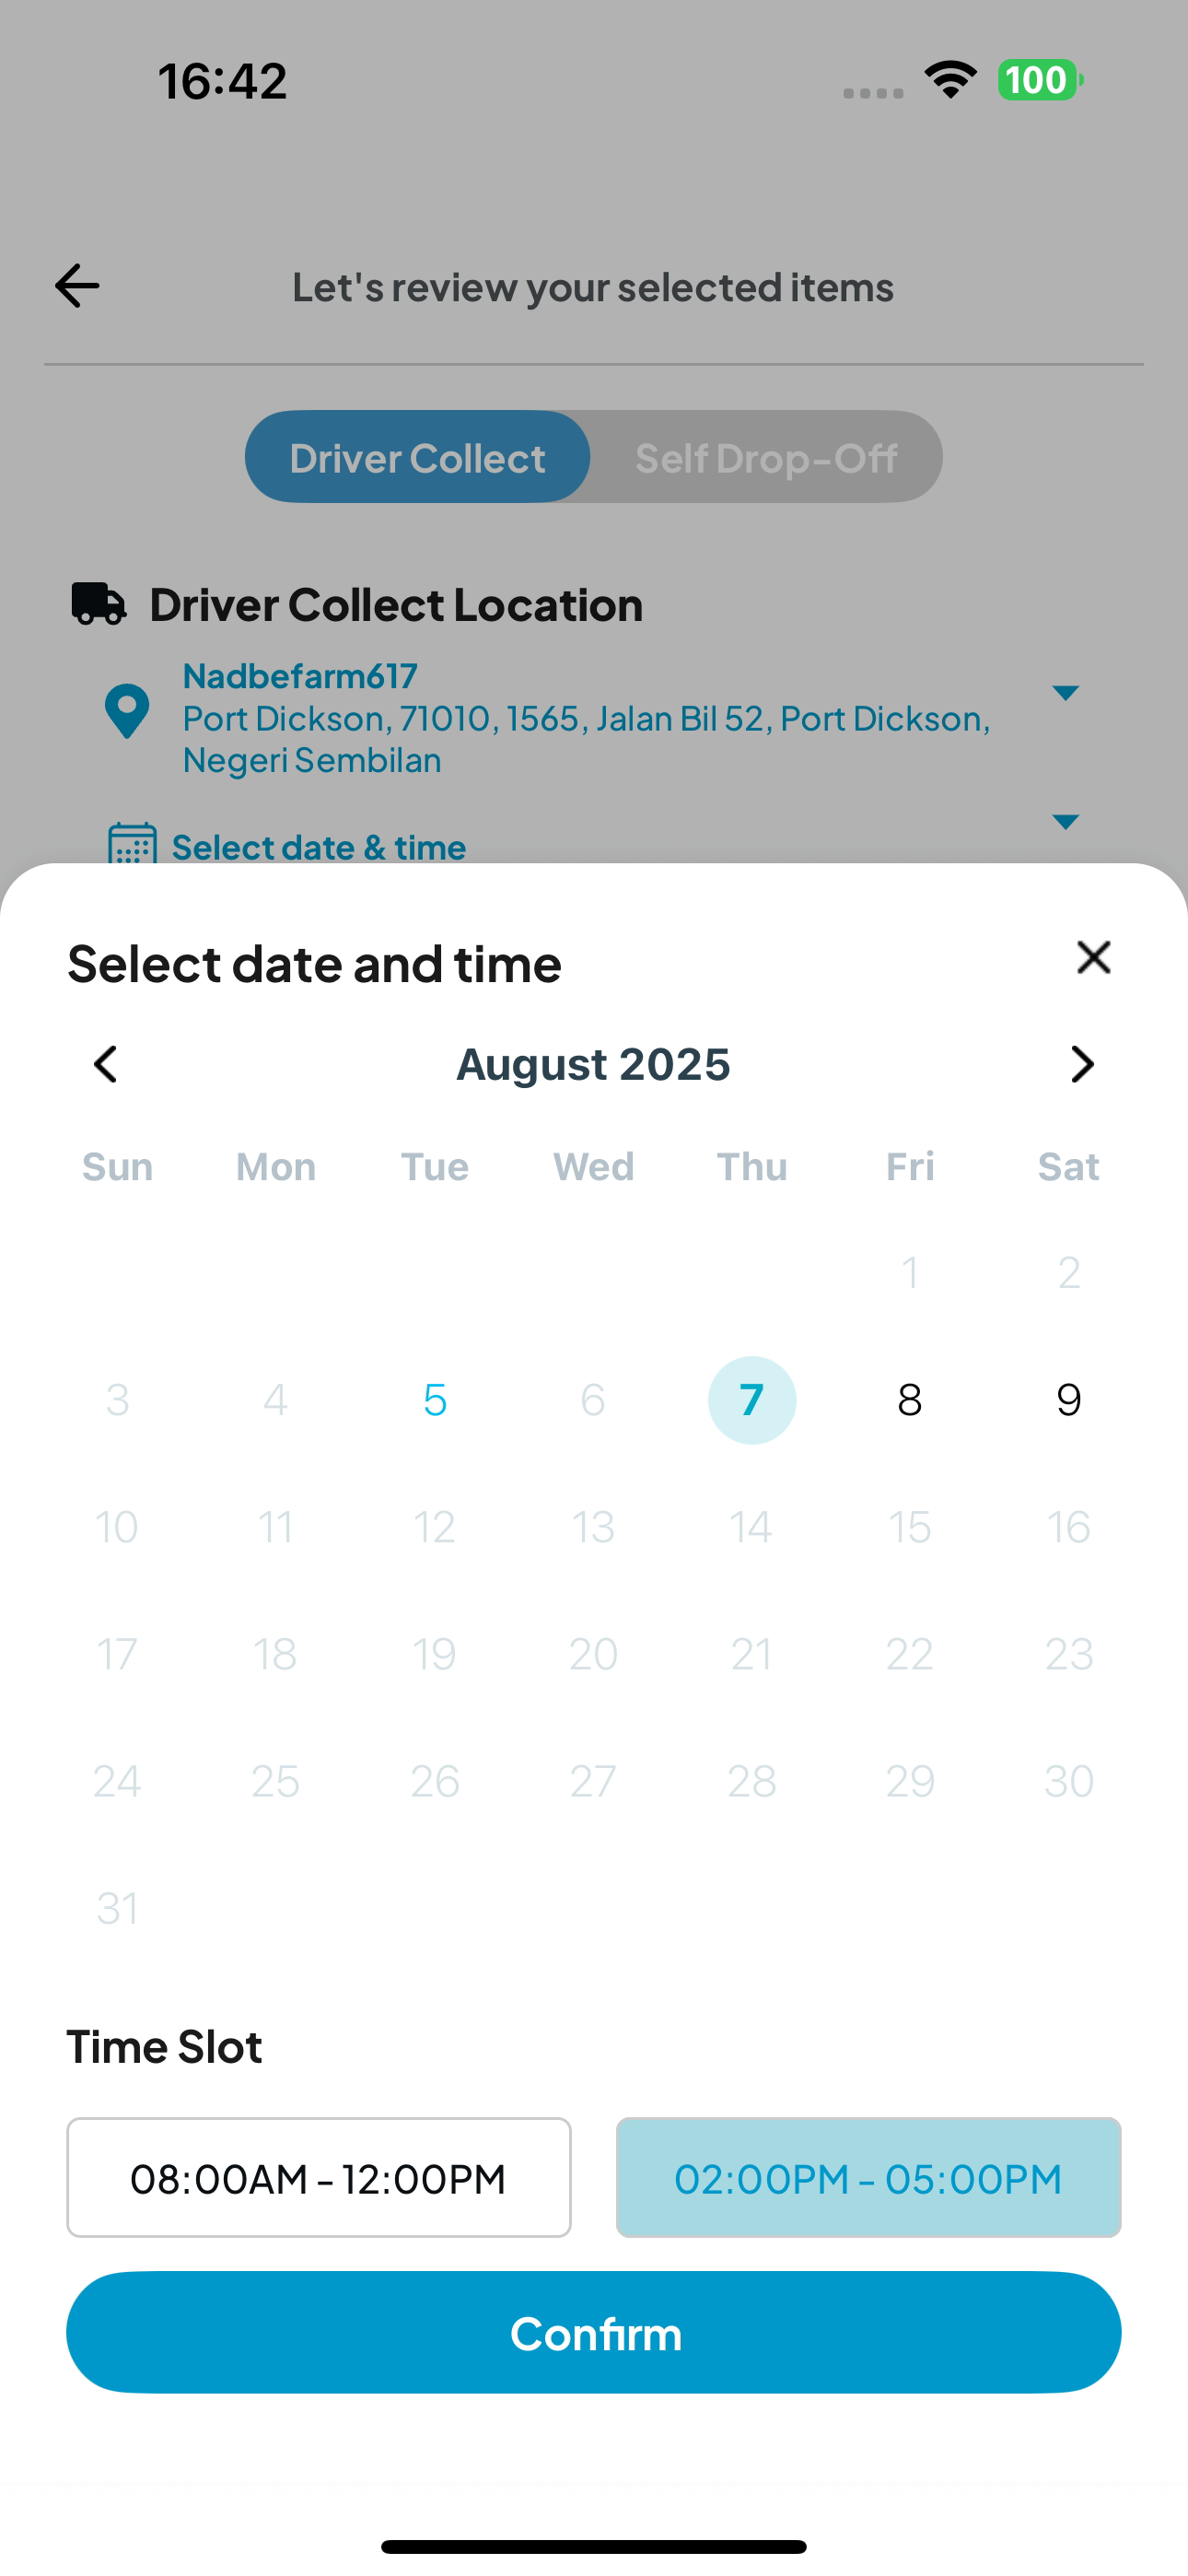 16:42
100
Let's review your selected items
Driver Collect
Self Drop-Off
Driver Collect Location
Nadbefarm617
Port Dickson, 71010, 1565, Jalan Bil 52, Port Dickson,
Negeri Sembilan
Select date & time
Select date and time
August 2025
Sun Mon Tue Wed Thu Fri Sat
1 2
3 4 5 6 7 8 9
10 11 12 13 14 15 16
17 18 19 20 21 22 23
24 25 26 27 28 29 30
31
Time Slot
08:00AM - 12:00PM
02:00PM - 05:00PM
Confirm